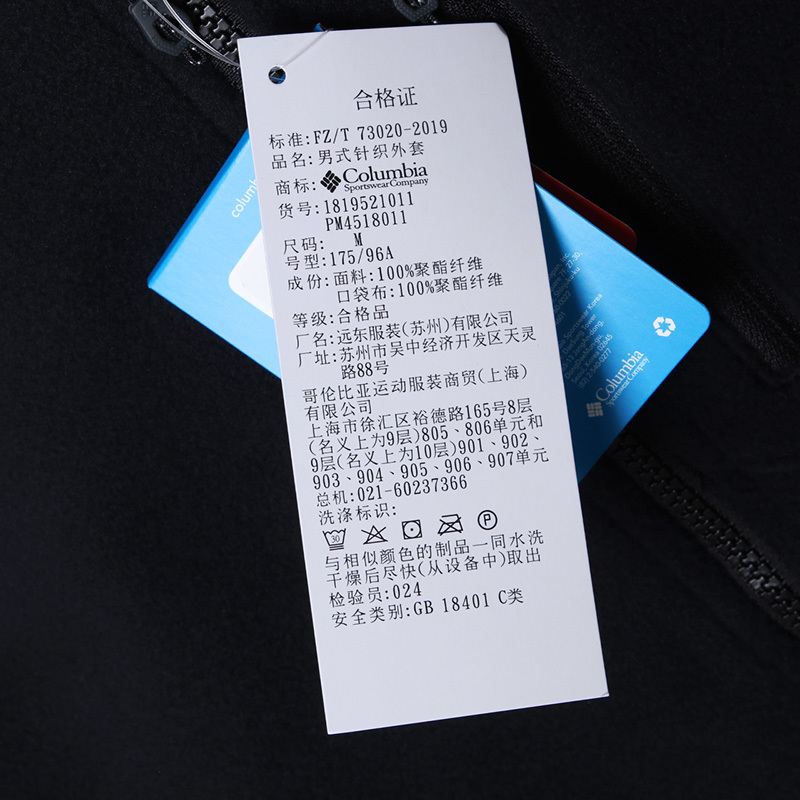 合格证
标准:FZ/T 73020-2019
品名:男式针织外套
商标: Columbia
Sportswear Company
货号:1819521011
PM4518011
尺码: M
号型:175/96A
成份:面料:100%聚酯纤维
口袋布:100%聚酯纤维
等级:合格品
厂名:远东服装(苏州)有限公司
厂址:苏州市吴中经济开发区天灵
路88号
哥伦比亚运动服装商贸(上海)
有限公司
上海市徐汇区裕德路165号8层
(名义上为9层)805、806单元和
9层(名义上为10层)901、902、
903、904、905、906、907单元
总机:021-60237366
洗涤标识:
30
P
与相似颜色的制品一同水洗
干燥后尽快(从设备中)取出
检验员:024
安全类别:GB 18401 C类
Columbia
Sportswear Company